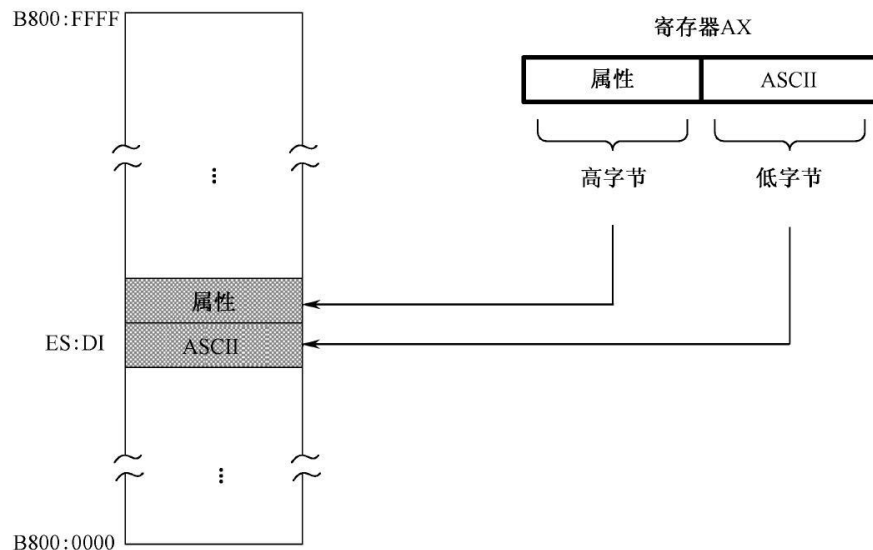 B800:FFFF
寄存器AX
属性 ASCII
高字节 低字节
属性
ES:DI ASCII
B800:0000